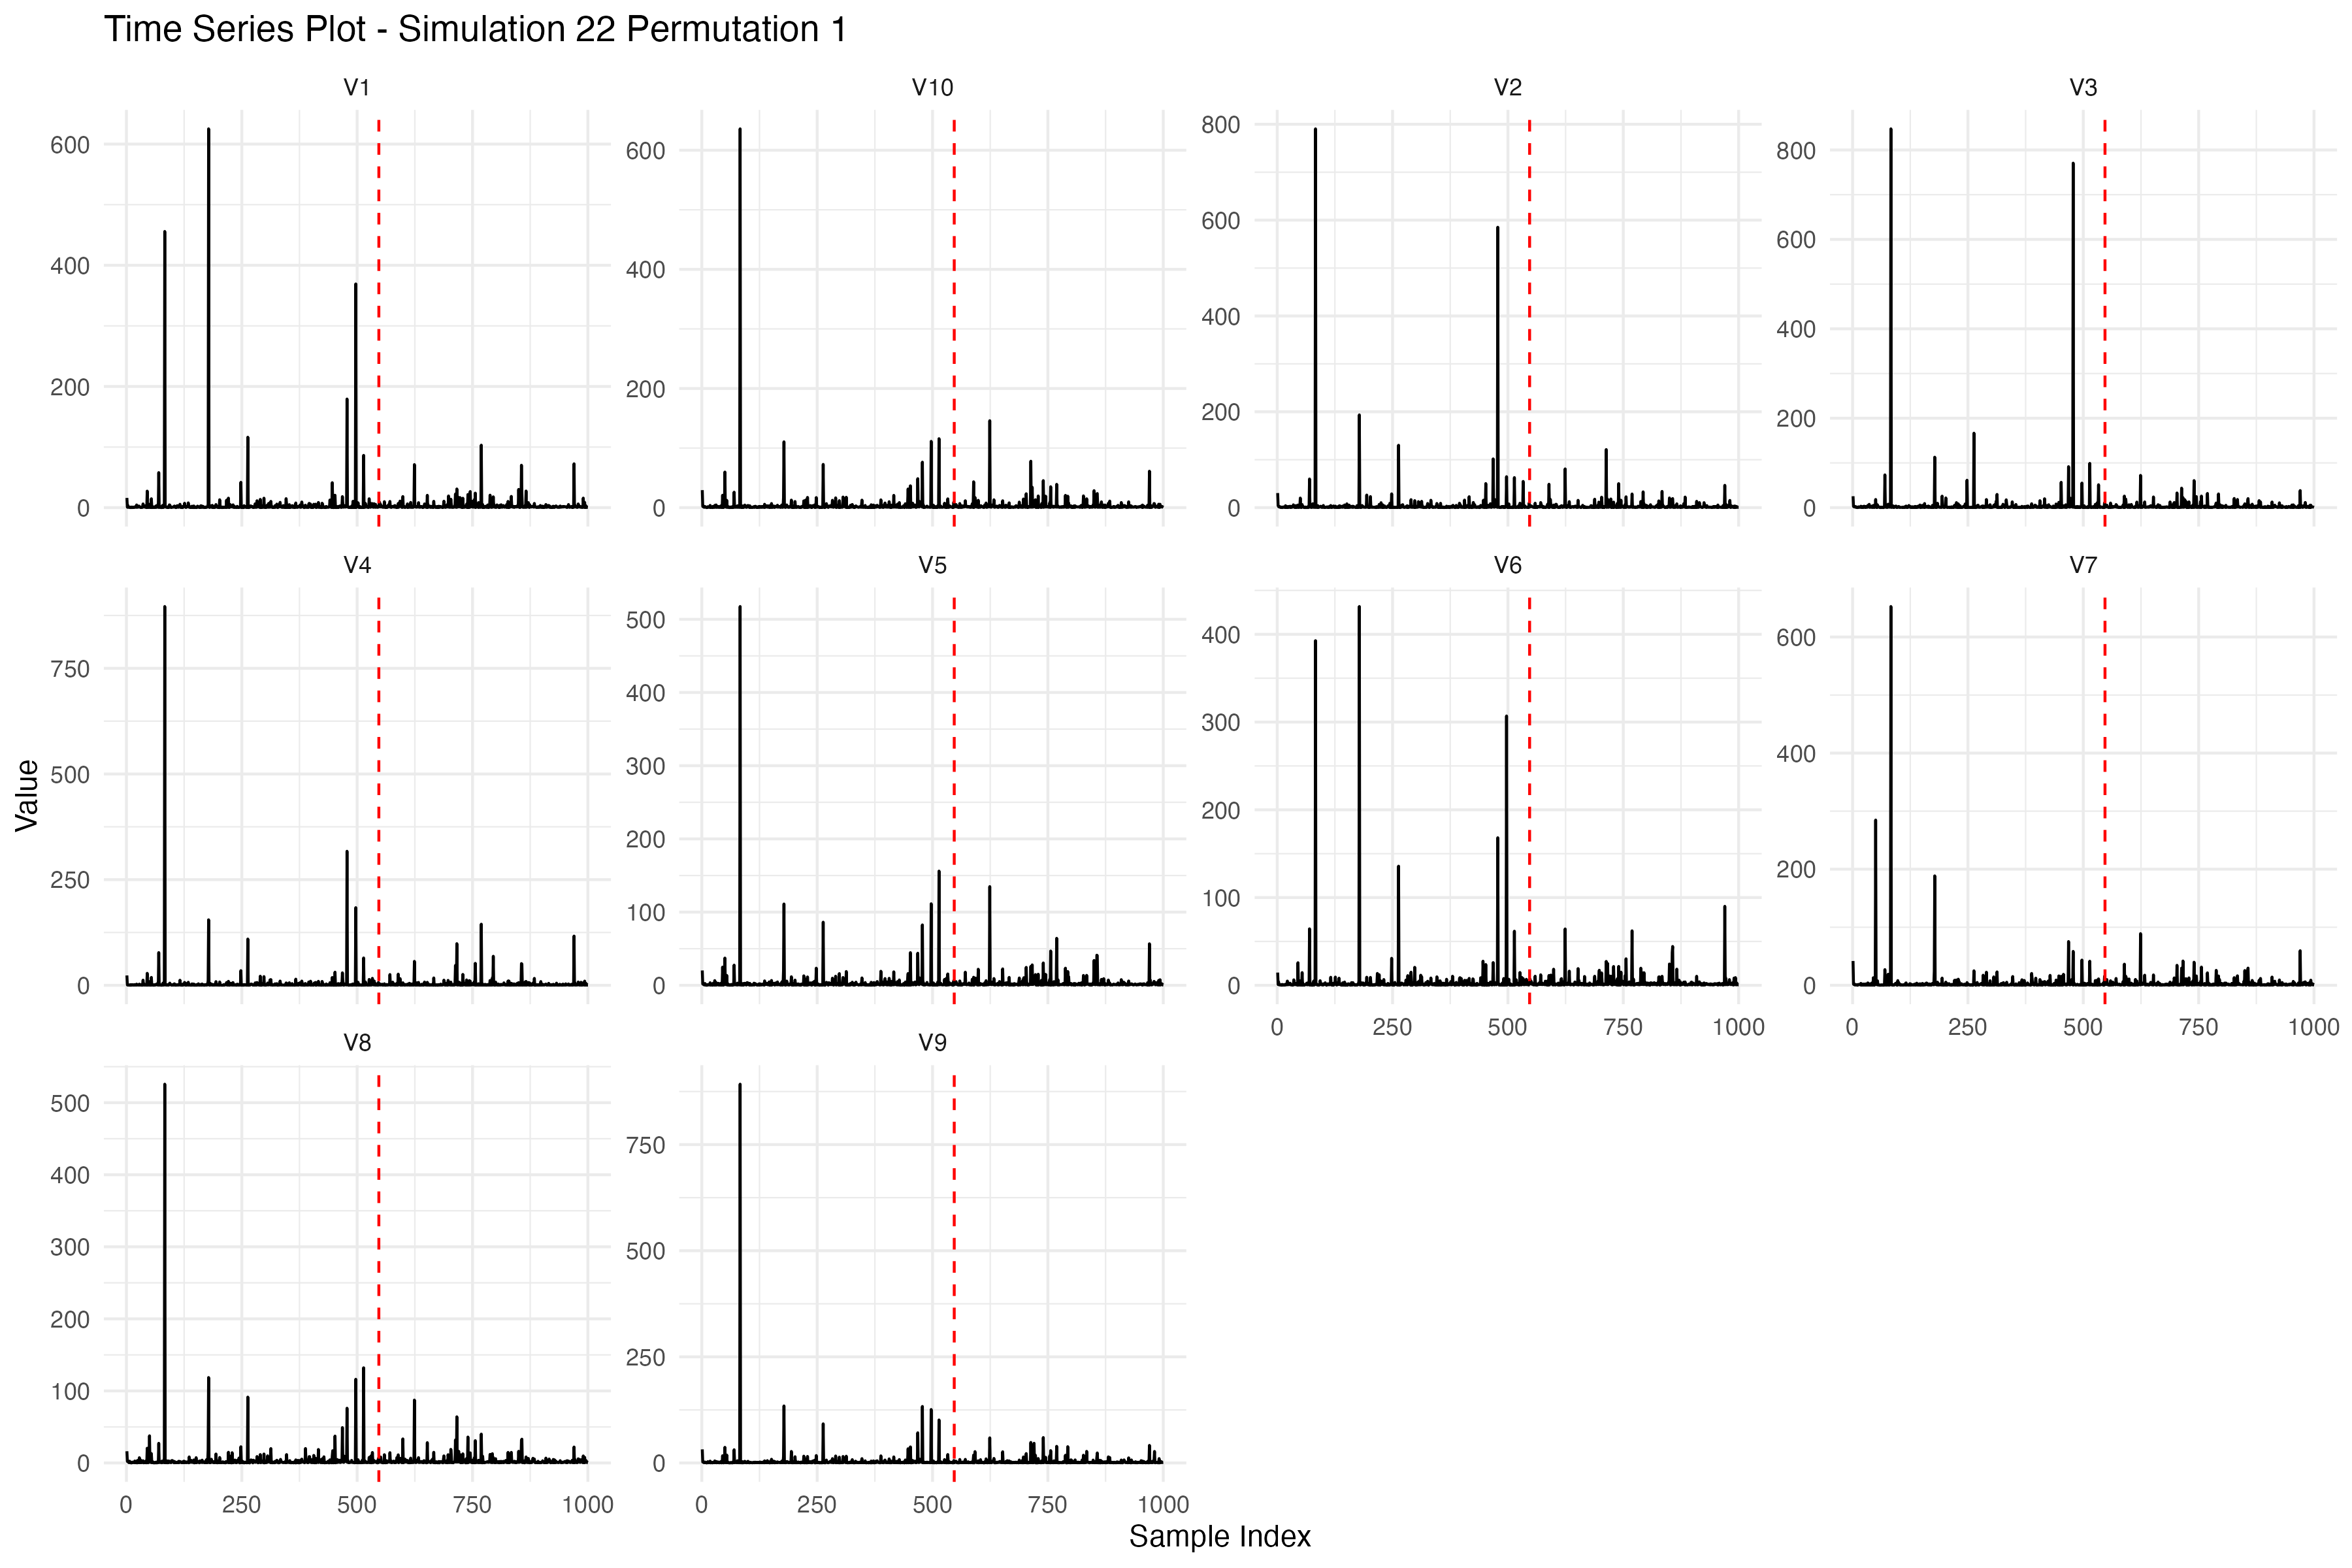 Time Series Plot - Simulation 22 Permutation 1
V1 V10 V2 V3
600 600 800 800
400 400 600 600
200 200 400 400
0 0 200 200
0 0
V4 V5 V6 V7
750 500 400 600
500 400 300 400
250 300 200 200
0 200 100 0
100 0
0
0 250 500 750 1000 0 250 500 750 1000
V8 V9
500 750
400 500
300 250
200 0
100
0
0 250 500 750 1000 0 250 500 750 1000
Value
Sample Index